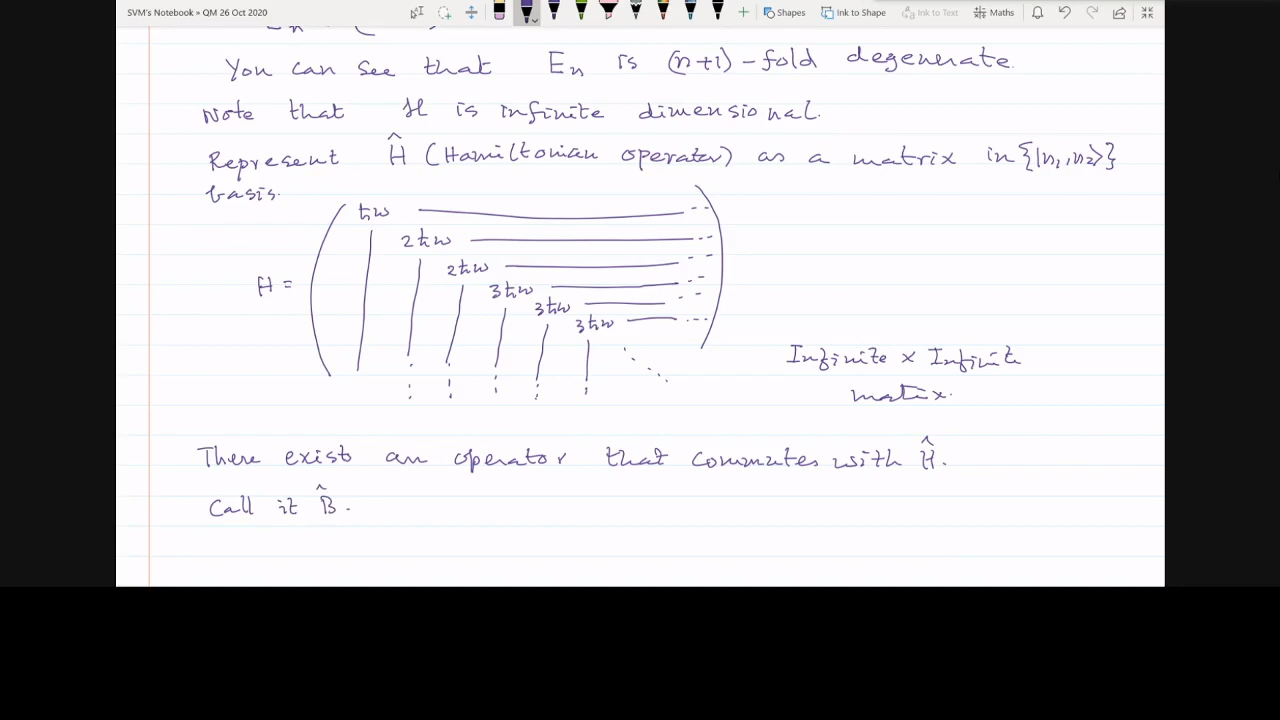 SVM's Notebook » QM 26 Oct 2020
Shapes Ink to Shape Ink to Text Maths
You can see that En is (n+1)-fold degenerate.
Note that H is infinite dimensional.
Represent Ĥ (Hamiltonian operator) as a matrix in {|n₁,n₂⟩}
basis.
ħω
2ħω
2ħω
H = 3ħω
3ħω
3ħω
Infinite × Infinite
matrix.
There exist an operator that commutes with Ĥ.
Call it B̂.